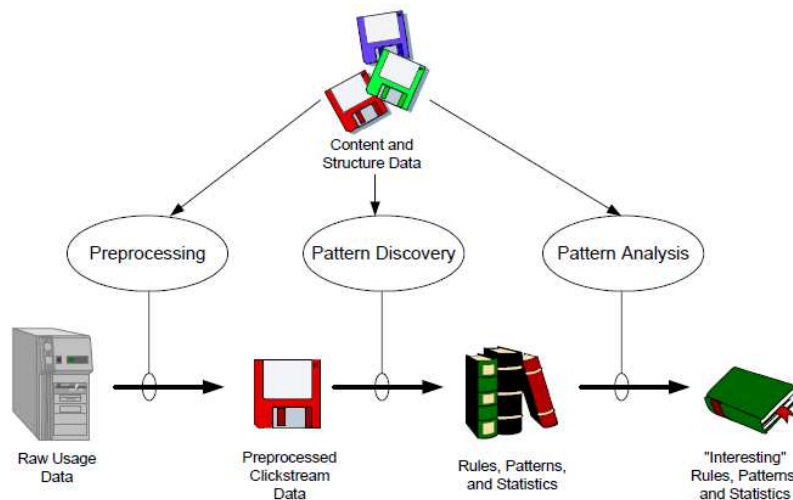 Content and
Structure Data
Preprocessing
Pattern Discovery
Pattern Analysis
Raw Usage
Data
Preprocessed
Clickstream
Data
Rules, Patterns,
and Statistics
"Interesting"
Rules, Patterns,
and Statistics